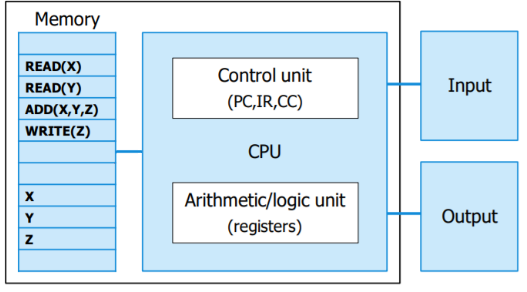 Memory
READ(X)
READ(Y)
ADD(X,Y,Z)
WRITE(Z)
X
Y
Z
Control unit
(PC,IR,CC)
CPU
Arithmetic/logic unit
(registers)
Input
Output